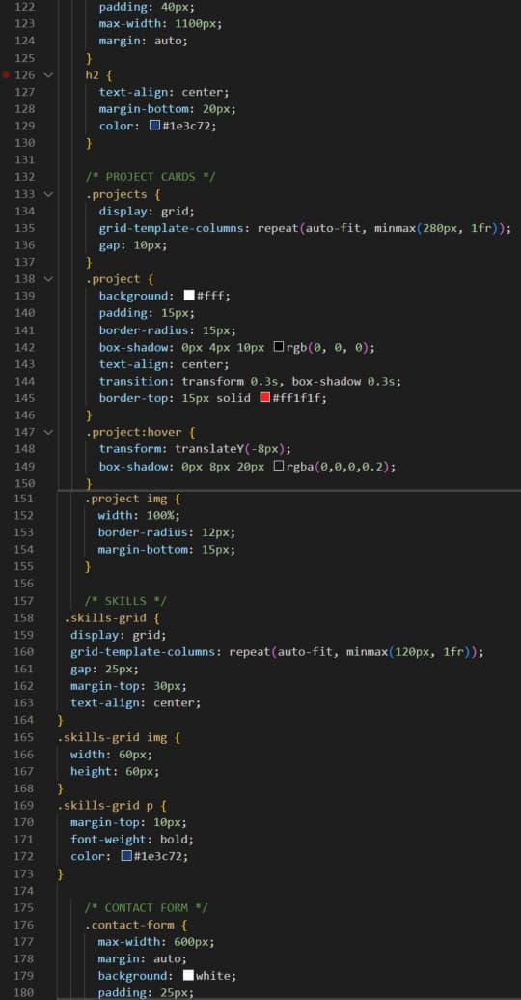 122 padding: 40px;
123 max-width: 1100px;
124 margin: auto;
125 }
126 h2 {
127 text-align: center;
128 margin-bottom: 20px;
129 color: #1e3c72;
130 }
131
132 /* PROJECT CARDS */
133 .projects {
134 display: grid;
135 grid-template-columns: repeat(auto-fit, minmax(280px, 1fr));
136 gap: 10px;
137 }
138 .project {
139 background: #fff;
140 padding: 15px;
141 border-radius: 15px;
142 box-shadow: 0px 4px 10px rgb(0, 0, 0);
143 text-align: center;
144 transition: transform 0.3s, box-shadow 0.3s;
145 border-top: 15px solid #ff1f1f;
146 }
147 .project:hover {
148 transform: translateY(-8px);
149 box-shadow: 0px 8px 20px rgba(0,0,0,0.2);
150 }
151 .project img {
152 width: 100%;
153 border-radius: 12px;
154 margin-bottom: 15px;
155 }
156
157 /* SKILLS */
158 .skills-grid {
159 display: grid;
160 grid-template-columns: repeat(auto-fit, minmax(120px, 1fr));
161 gap: 25px;
162 margin-top: 30px;
163 text-align: center;
164 }
165 .skills-grid img {
166 width: 60px;
167 height: 60px;
168 }
169 .skills-grid p {
170 margin-top: 10px;
171 font-weight: bold;
172 color: #1e3c72;
173 }
174
175 /* CONTACT FORM */
176 .contact-form {
177 max-width: 600px;
178 margin: auto;
179 background: white;
180 padding: 25px;